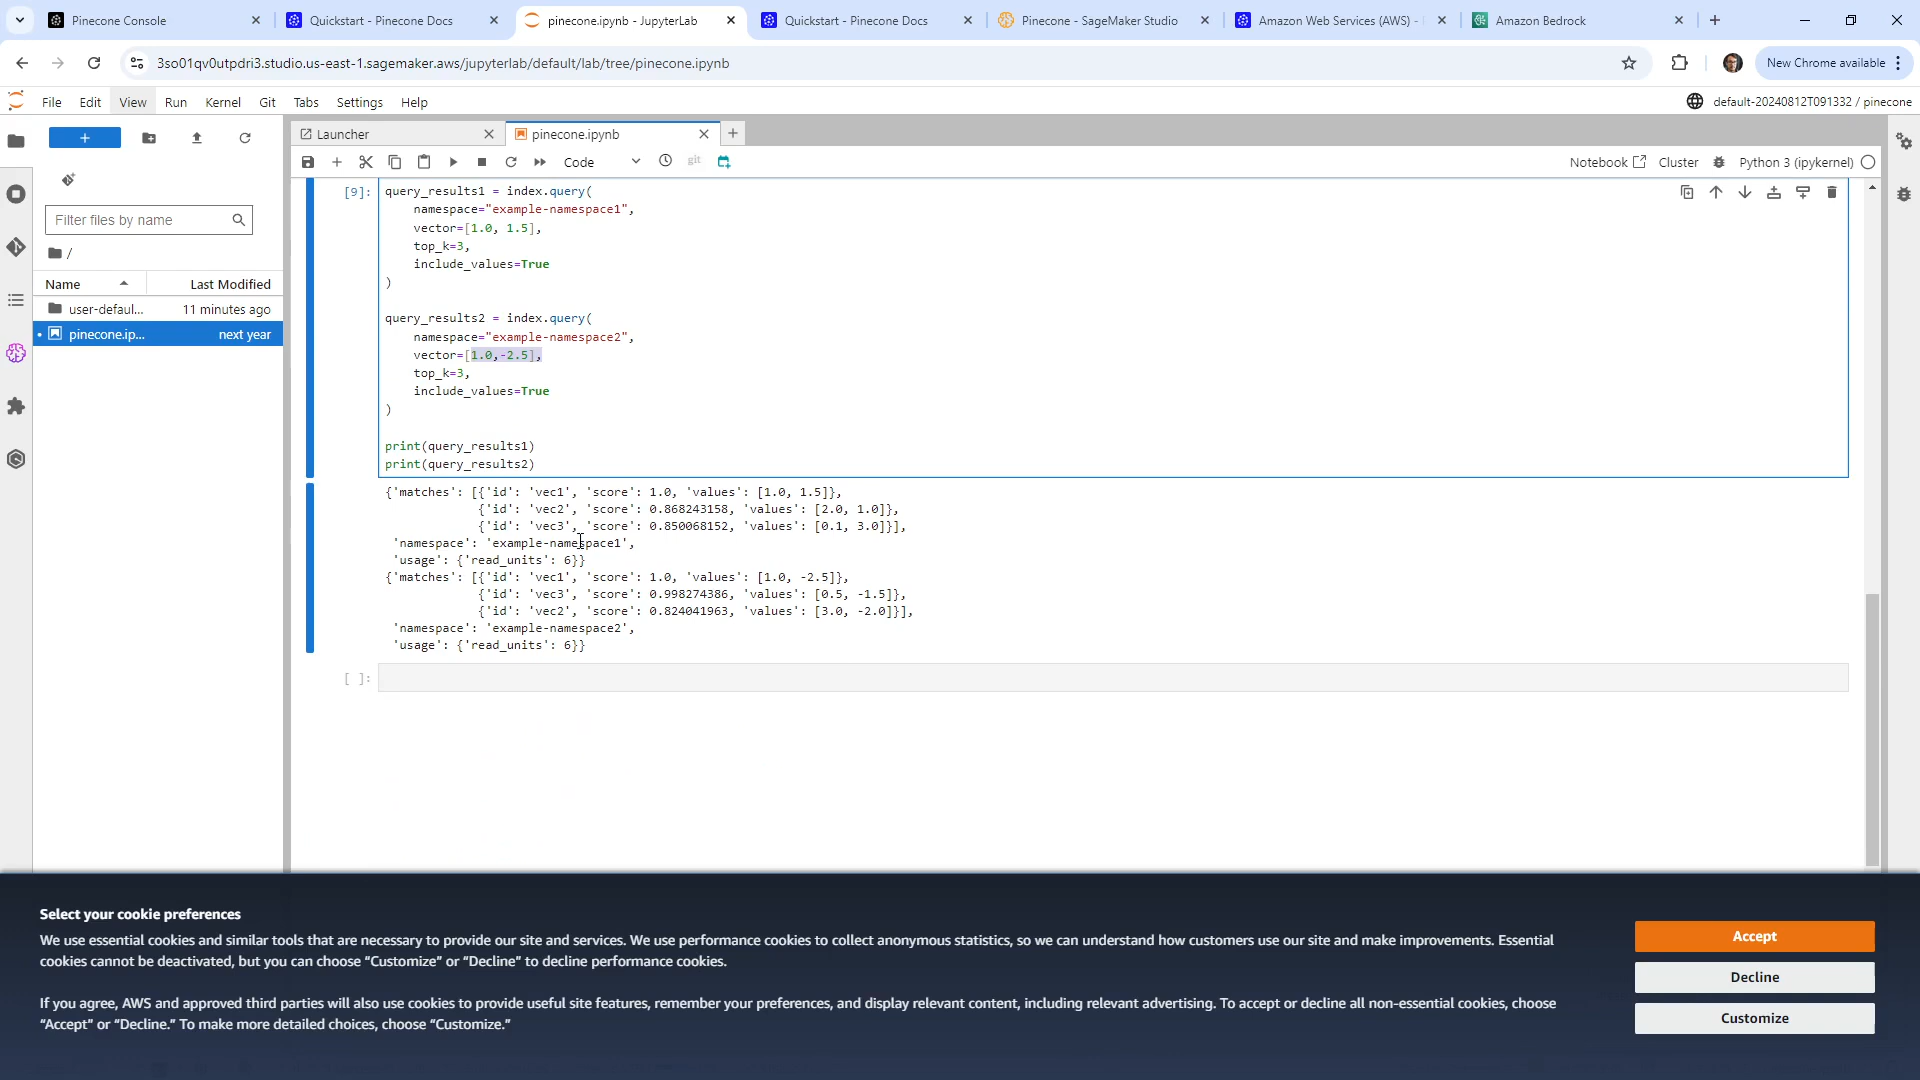 Pinecone Console
Quickstart - Pinecone Docs
pinecone.ipynb - JupyterLab
Quickstart - Pinecone Docs
Pinecone - SageMaker Studio
Amazon Web Services (AWS) -
Amazon Bedrock
3so01qv0utpdri3.studio.us-east-1.sagemaker.aws/jupyterlab/default/lab/tree/pinecone.ipynb
New Chrome available
File Edit View Run Kernel Git Tabs Settings Help
default-20240812T091332 / pinecone
Launcher
pinecone.ipynb
Code
git
Notebook
Cluster
Python 3 (ipykernel)
Filter files by name
/
Name Last Modified
user-defaul... 11 minutes ago
pinecone.ip... next year
[9]:
query_results1 = index.query(
    namespace="example-namespace1",
    vector=[1.0, 1.5],
    top_k=3,
    include_values=True
)
query_results2 = index.query(
    namespace="example-namespace2",
    vector=[1.0,-2.5],
    top_k=3,
    include_values=True
)
print(query_results1)
print(query_results2)
{'matches': [{'id': 'vec1', 'score': 1.0, 'values': [1.0, 1.5]},
             {'id': 'vec2', 'score': 0.868243158, 'values': [2.0, 1.0]},
             {'id': 'vec3', 'score': 0.850068152, 'values': [0.1, 3.0]}],
 'namespace': 'example-namespace1',
 'usage': {'read_units': 6}}
{'matches': [{'id': 'vec1', 'score': 1.0, 'values': [1.0, -2.5]},
             {'id': 'vec3', 'score': 0.998274386, 'values': [0.5, -1.5]},
             {'id': 'vec2', 'score': 0.824041963, 'values': [3.0, -2.0]}],
 'namespace': 'example-namespace2',
 'usage': {'read_units': 6}}
[ ]:
Select your cookie preferences
We use essential cookies and similar tools that are necessary to provide our site and services. We use performance cookies to collect anonymous statistics, so we can understand how customers use our site and make improvements. Essential
cookies cannot be deactivated, but you can choose “Customize” or “Decline” to decline performance cookies.
If you agree, AWS and approved third parties will also use cookies to provide useful site features, remember your preferences, and display relevant content, including relevant advertising. To accept or decline all non-essential cookies, choose
“Accept” or “Decline.” To make more detailed choices, choose “Customize.”
Accept
Decline
Customize